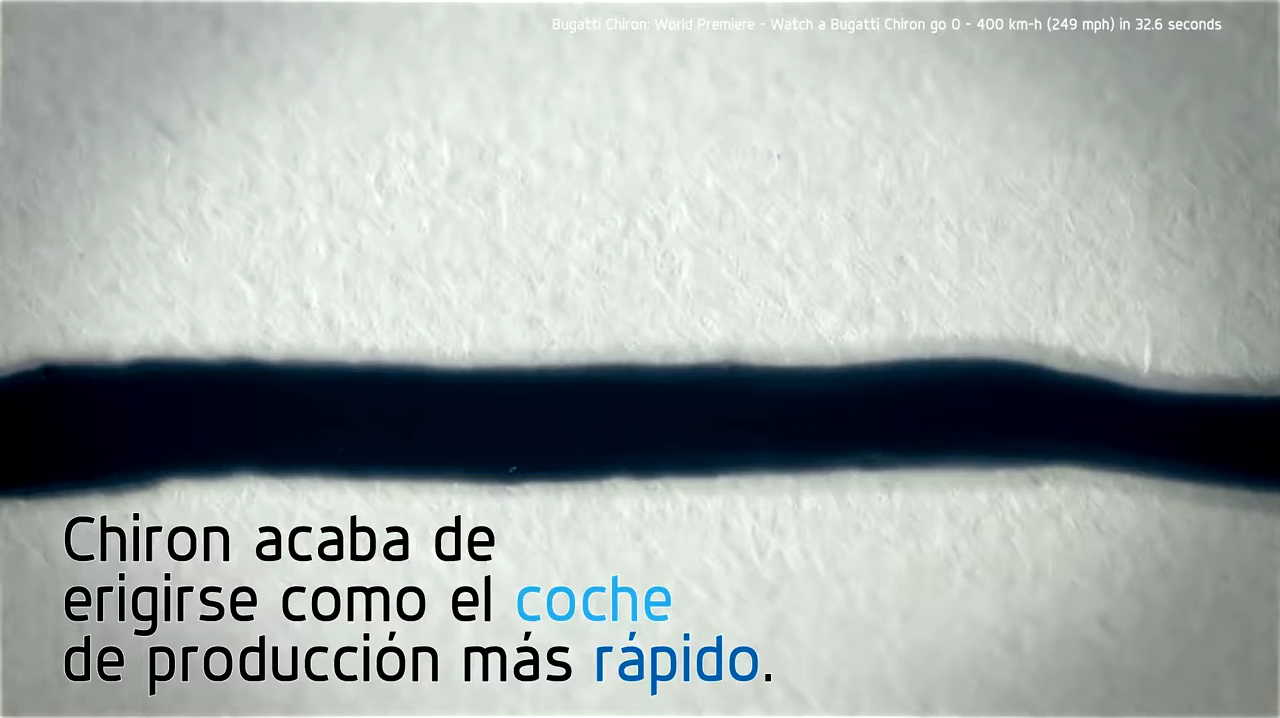 Bugatti Chiron: World Premiere - Watch a Bugatti Chiron go 0 - 400 km-h (249 mph) in 32.6 seconds
Chiron acaba de
erigirse como el coche
de producción más rápido.